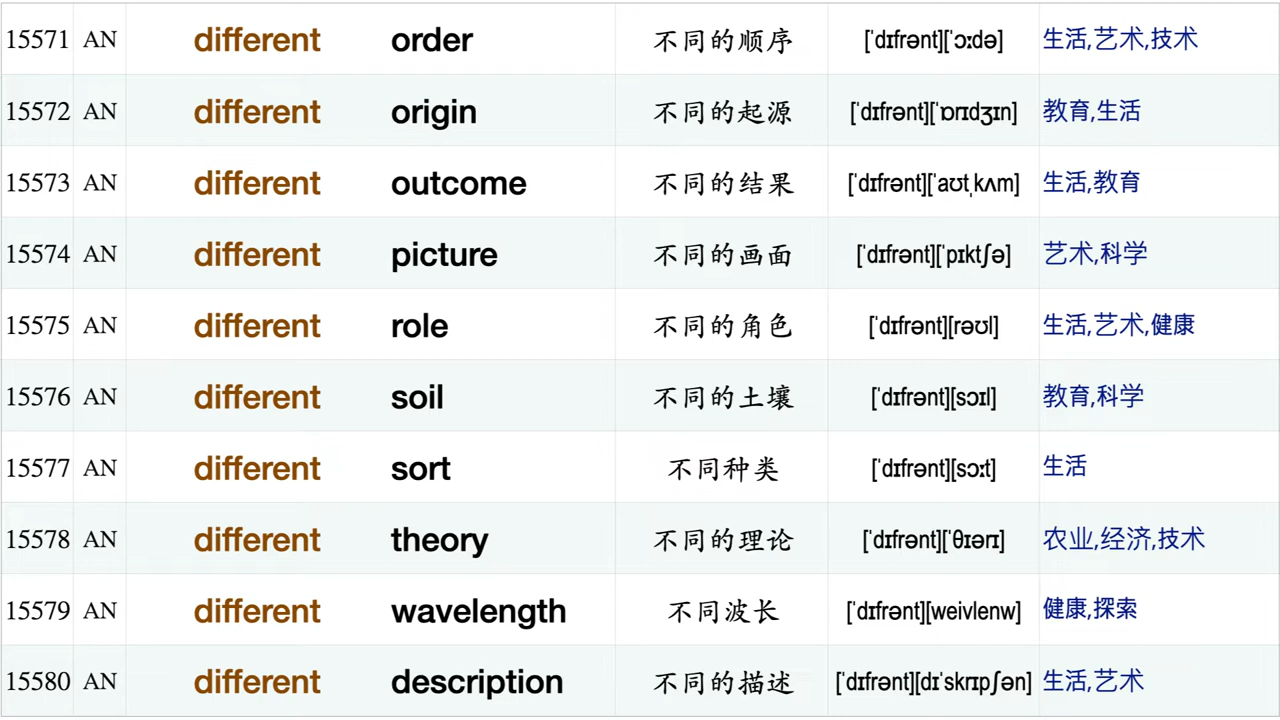 15571 AN different order 不同的顺序 [ˈdɪfrənt][ˈɔːdə] 生活,艺术,技术
15572 AN different origin 不同的起源 [ˈdɪfrənt][ˈɒrɪdʒɪn] 教育,生活
15573 AN different outcome 不同的结果 [ˈdɪfrənt][ˈaʊtˌkʌm] 生活,教育
15574 AN different picture 不同的画面 [ˈdɪfrənt][ˈpɪktʃə] 艺术,科学
15575 AN different role 不同的角色 [ˈdɪfrənt][rəʊl] 生活,艺术,健康
15576 AN different soil 不同的土壤 [ˈdɪfrənt][sɔɪl] 教育,科学
15577 AN different sort 不同种类 [ˈdɪfrənt][sɔːt] 生活
15578 AN different theory 不同的理论 [ˈdɪfrənt][ˈθɪərɪ] 农业,经济,技术
15579 AN different wavelength 不同波长 [ˈdɪfrənt][weivlenw] 健康,探索
15580 AN different description 不同的描述 [ˈdɪfrənt][dɪˈskrɪpʃən] 生活,艺术